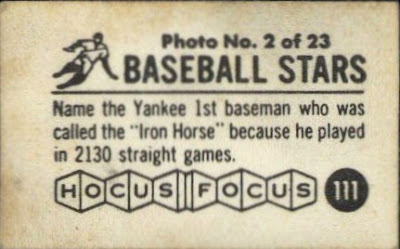 Photo No. 2 of 23
BASEBALL STARS
Name the Yankee 1st baseman who was
called the "Iron Horse" because he played
in 2130 straight games.
HOCUS FOCUS 111